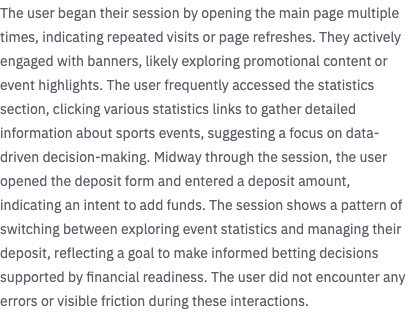 The user began their session by opening the main page multiple
times, indicating repeated visits or page refreshes. They actively
engaged with banners, likely exploring promotional content or
event highlights. The user frequently accessed the statistics
section, clicking various statistics links to gather detailed
information about sports events, suggesting a focus on data-
driven decision-making. Midway through the session, the user
opened the deposit form and entered a deposit amount,
indicating an intent to add funds. The session shows a pattern of
switching between exploring event statistics and managing their
deposit, reflecting a goal to make informed betting decisions
supported by financial readiness. The user did not encounter any
errors or visible friction during these interactions.